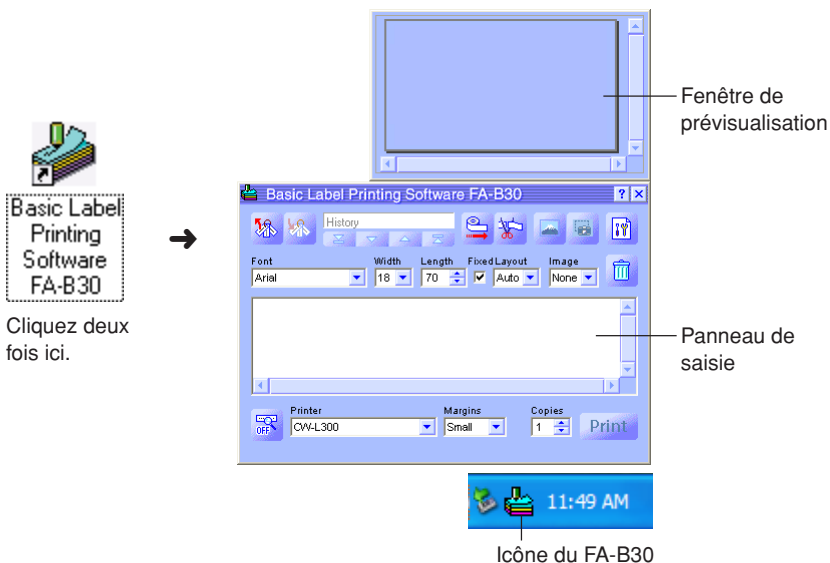 Fenêtre de
prévisualisation
Basic Label
Printing
Software
FA-B30
Cliquez deux
fois ici.
Basic Label Printing Software FA-B30
History
Font Width Length Fixed Layout Image
Arial 18 70 Auto None
Panneau de
saisie
OFF
Printer Margins Copies
CW-L300 Small 1 Print
11:49 AM
Icône du FA-B30